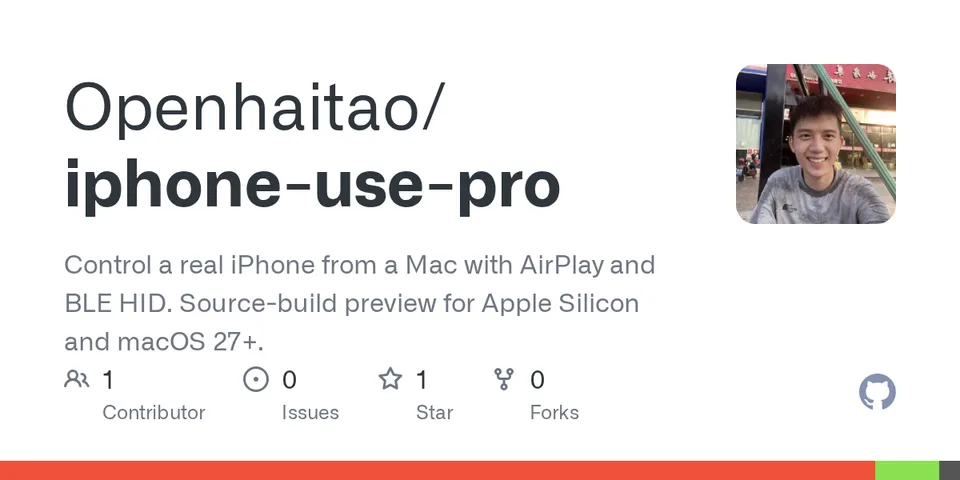 Openhaitao/
iphone-use-pro
Control a real iPhone from a Mac with AirPlay and
BLE HID. Source-build preview for Apple Silicon
and macOS 27+.
1
Contributor
0
Issues
1
Star
0
Forks